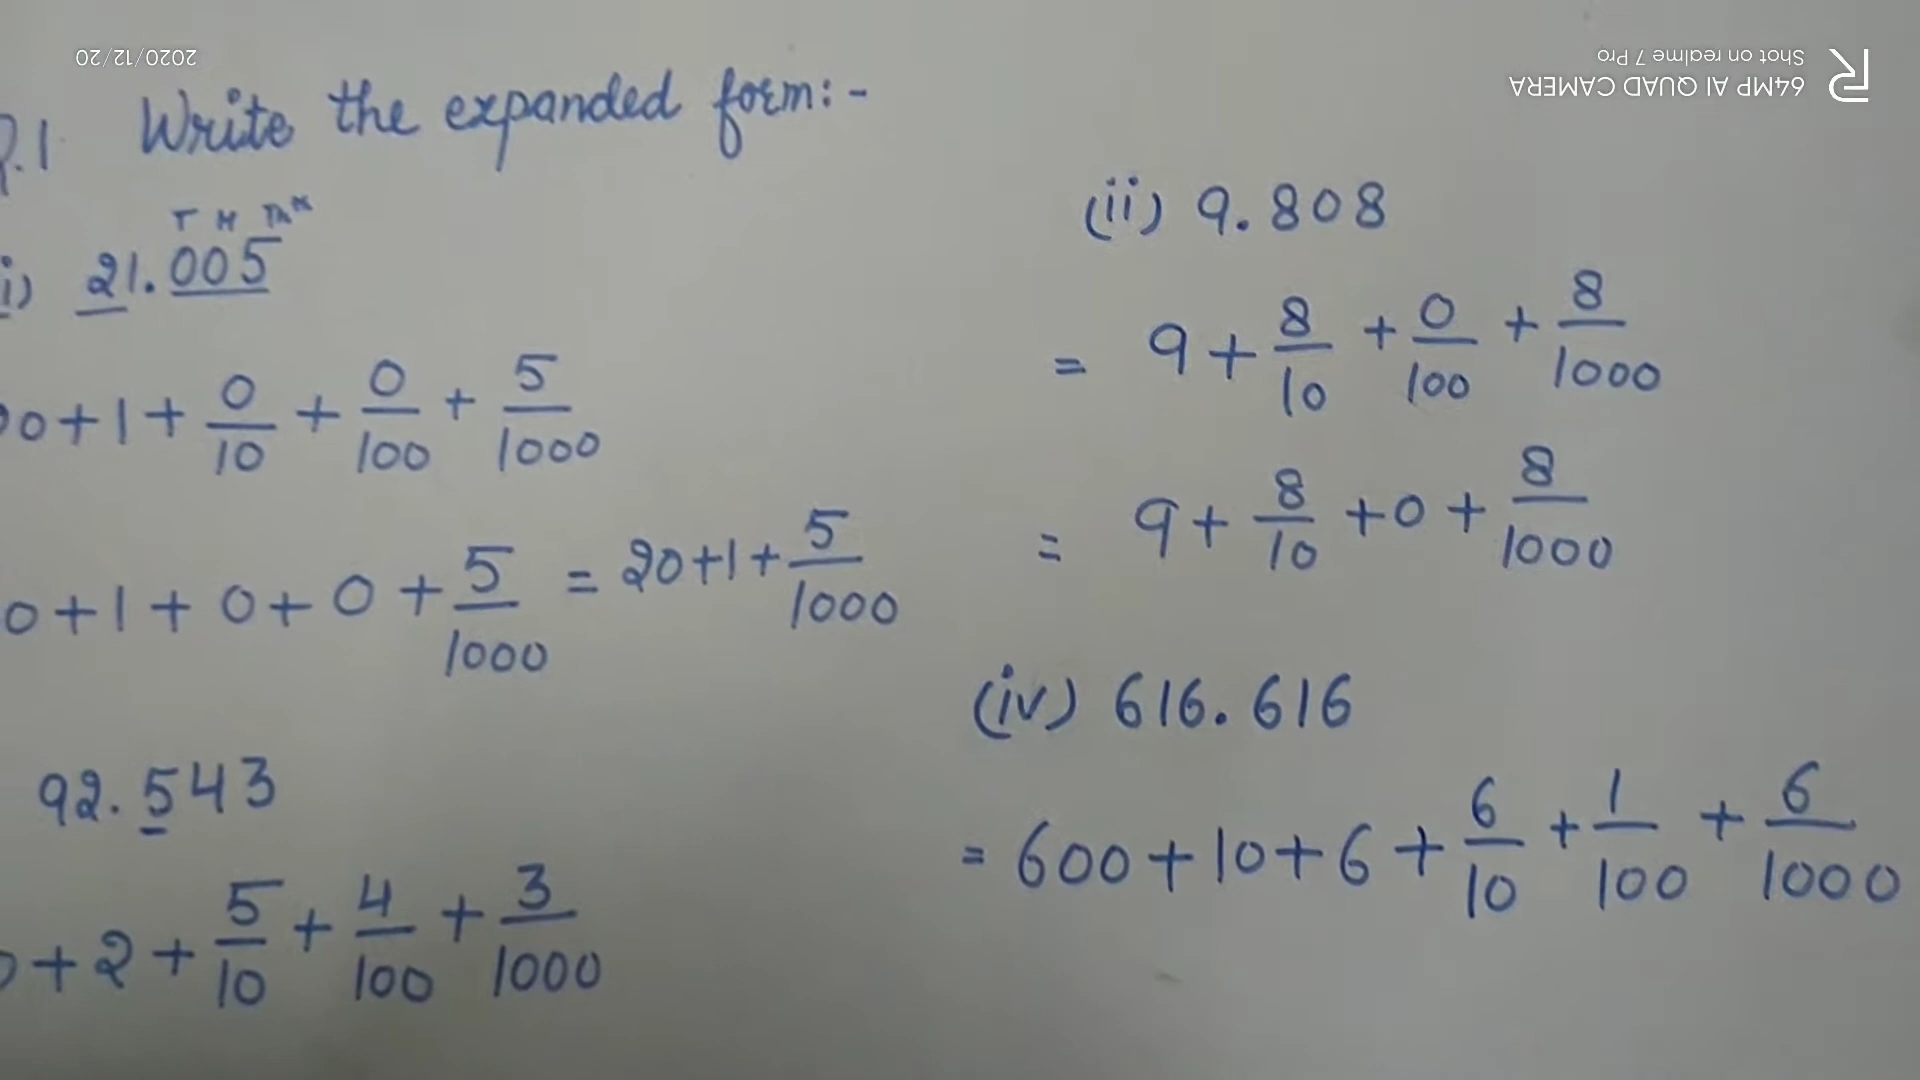 2020/12/20
64MP AI QUAD CAMERA
Shot on realme 7 Pro
Q.1 Write the expanded form:-
T H Th
i) 21.005
0+1+0/10+0/100+5/1000
0+1+0+0+5/1000=20+1+5/1000
92.543
+2+5/10+4/100+3/1000
(ii) 9.808
= 9+8/10+0/100+8/1000
= 9+8/10+0+8/1000
(iv) 616.616
= 600+10+6+6/10+1/100+6/1000